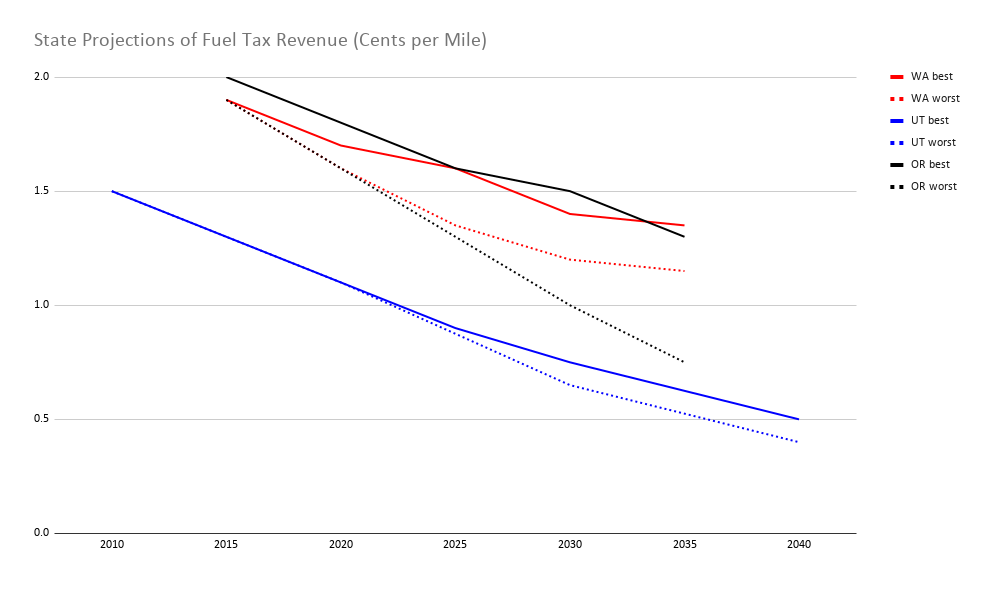 State Projections of Fuel Tax Revenue (Cents per Mile)
2.0
1.5
1.0
0.5
0.0
2010 2015 2020 2025 2030 2035 2040
WA best
WA worst
UT best
UT worst
OR best
OR worst